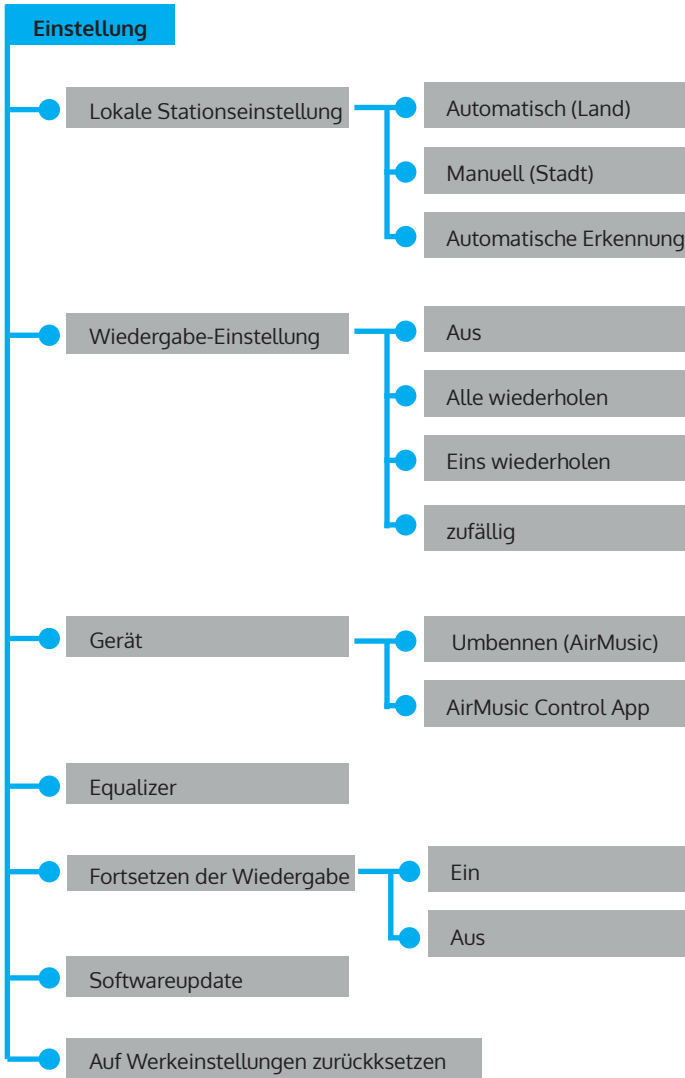 Einstellung
Lokale Stationseinstellung
Automatisch (Land)
Manuell (Stadt)
Automatische Erkennung
Wiedergabe-Einstellung
Aus
Alle wiederholen
Eins wiederholen
zufällig
Gerät
Umbennen (AirMusic)
AirMusic Control App
Equalizer
Fortsetzen der Wiedergabe
Ein
Aus
Softwareupdate
Auf Werkeinstellungen zurückksetzen